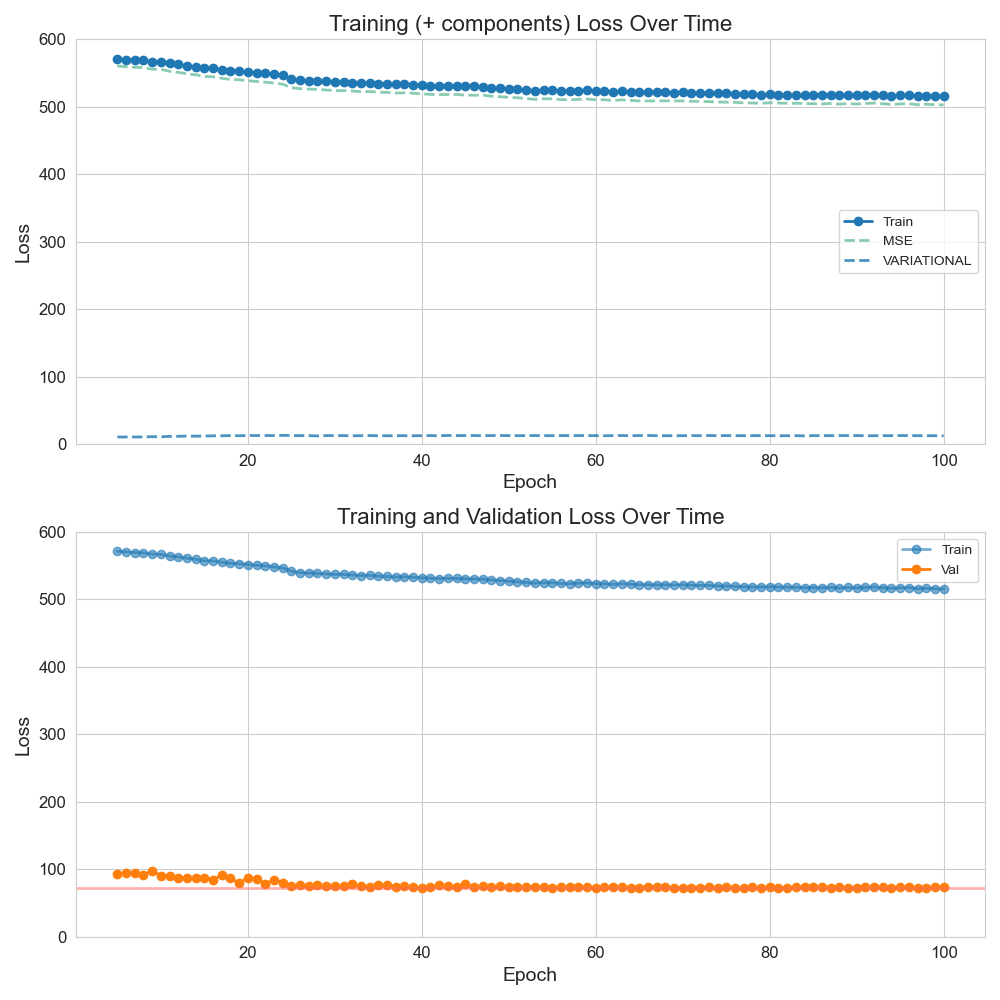 Training (+ components) Loss Over Time
600
500
400
300
200
100
0
Loss
Train
MSE
VARIATIONAL
20 40 60 80 100
Epoch
Training and Validation Loss Over Time
600
500
400
300
200
100
0
Loss
Train
Val
20 40 60 80 100
Epoch